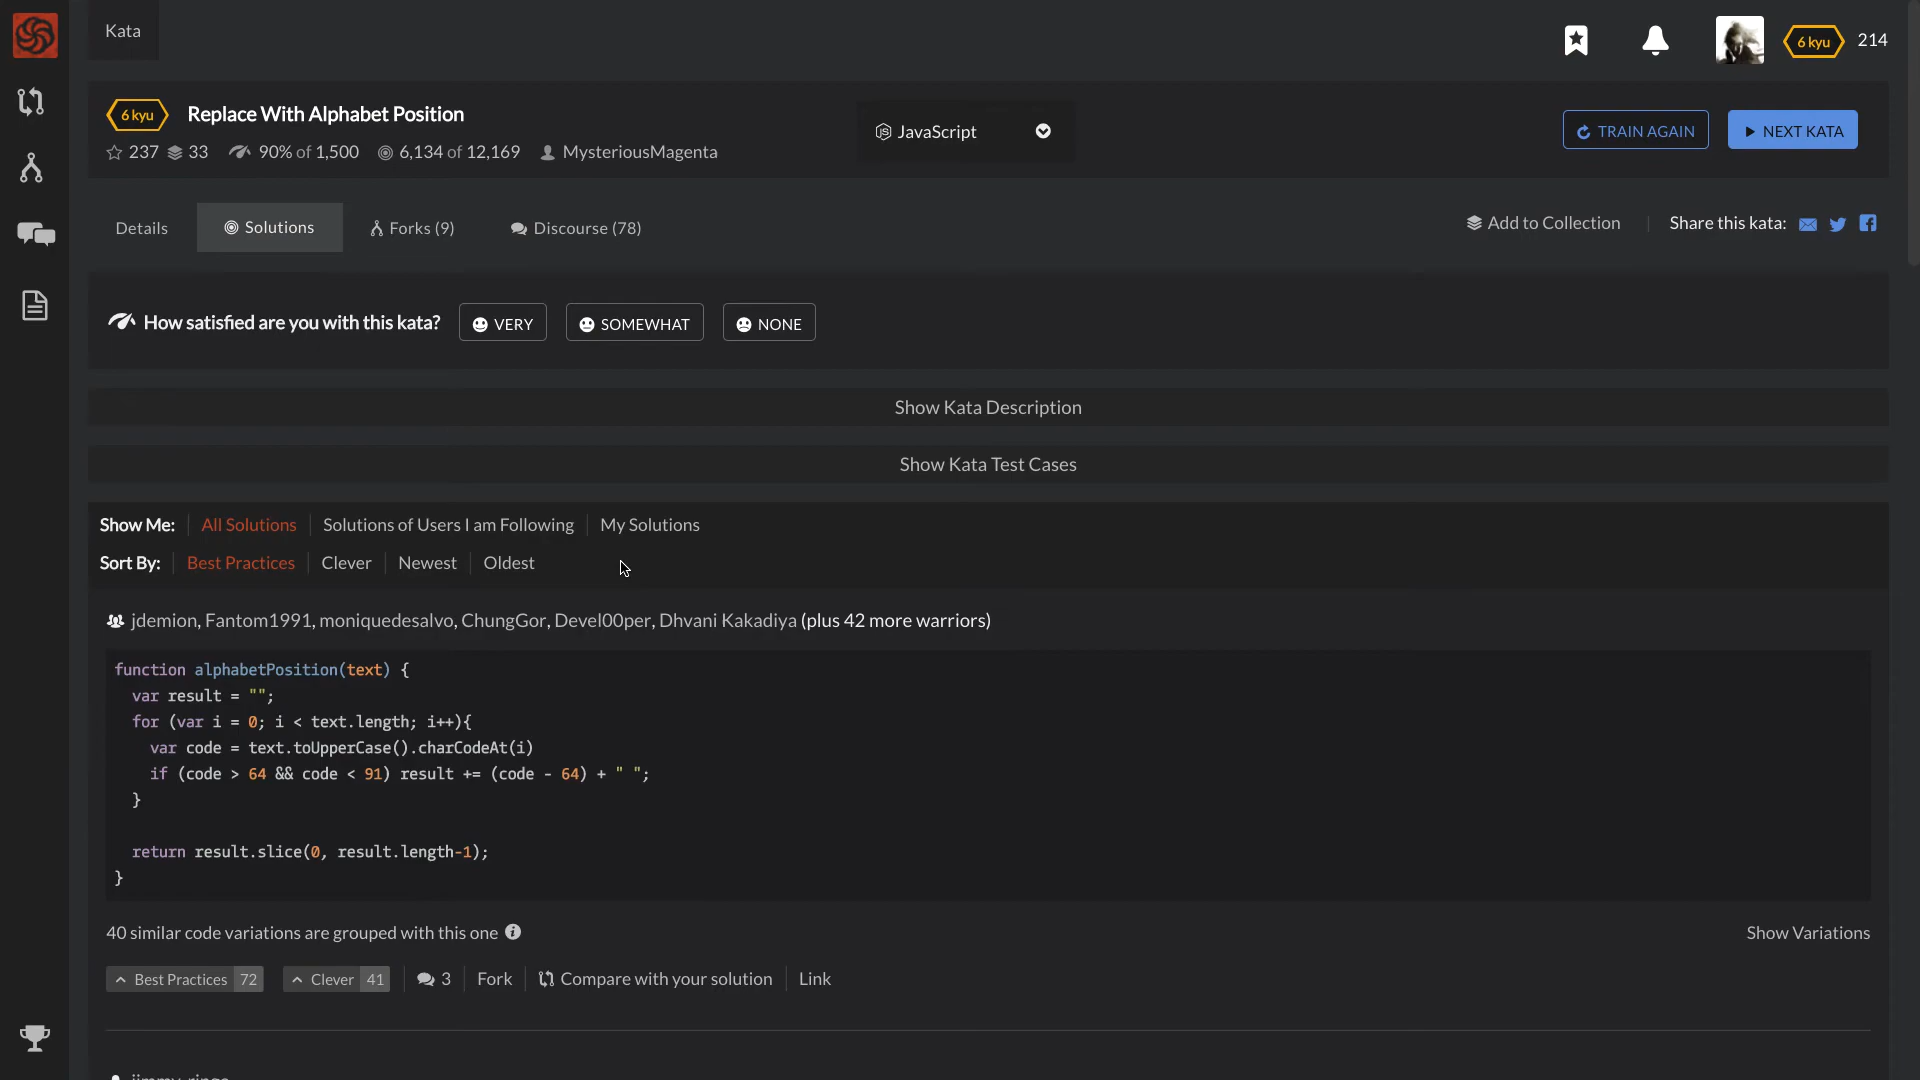 Kata
6 kyu 214
6 kyu Replace With Alphabet Position
237 33 90% of 1,500 6,134 of 12,169 MysteriousMagenta
JavaScript
TRAIN AGAIN NEXT KATA
Details Solutions Forks (9) Discourse (78)
Add to Collection Share this kata:
How satisfied are you with this kata? VERY SOMEWHAT NONE
Show Kata Description
Show Kata Test Cases
Show Me: All Solutions Solutions of Users I am Following My Solutions
Sort By: Best Practices Clever Newest Oldest
jdemion, Fantom1991, moniquedesalvo, ChungGor, Devel00per, Dhvani Kakadiya (plus 42 more warriors)
function alphabetPosition(text) {
  var result = "";
  for (var i = 0; i < text.length; i++){
    var code = text.toUpperCase().charCodeAt(i)
    if (code > 64 && code < 91) result += (code - 64) + " ";
  }
  return result.slice(0, result.length-1);
}
40 similar code variations are grouped with this one Show Variations
Best Practices 72 Clever 41 3 Fork Compare with your solution Link